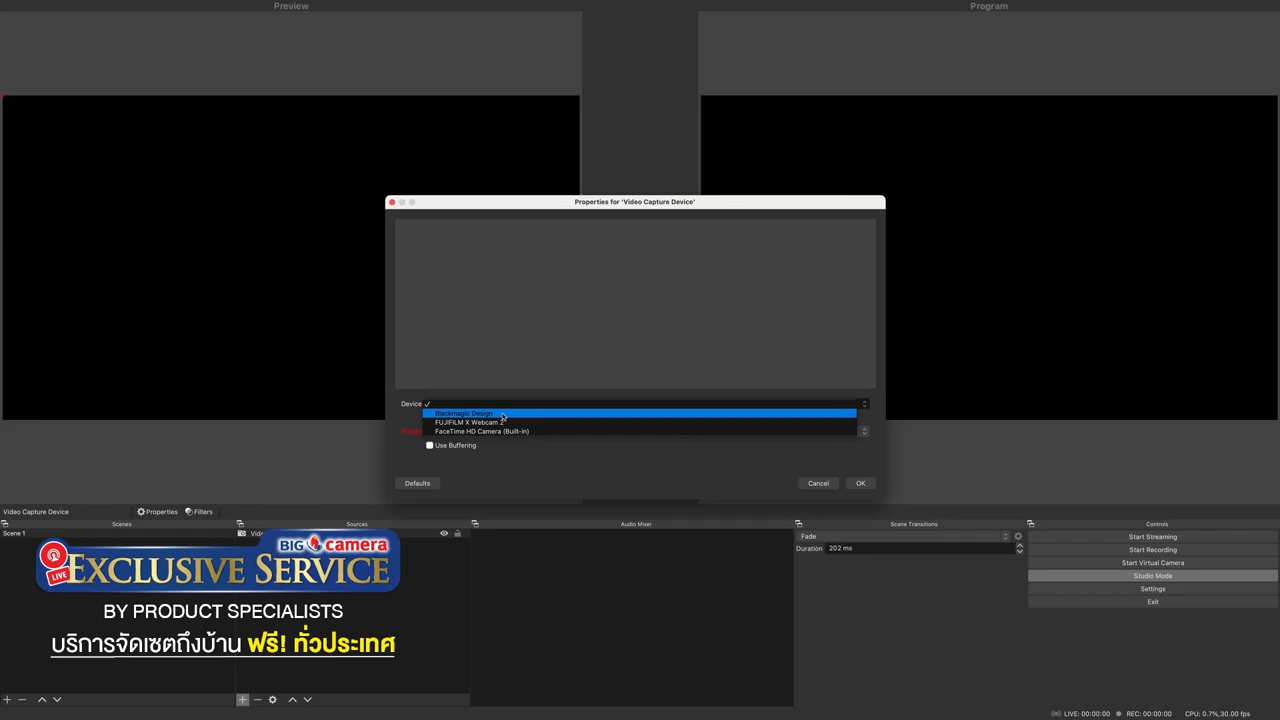 Preview
Program
Properties for 'Video Capture Device'
Device
Blackmagic Design
FUJIFILM X Webcam 2
FaceTime HD Camera (Built-in)
Use Buffering
Defaults
Cancel
OK
Video Capture Device
Properties
Filters
Scenes
Sources
Audio Mixer
Scene Transitions
Controls
Scene 1
Fade
Duration
202 ms
Start Streaming
Start Recording
Start Virtual Camera
Studio Mode
Settings
Exit
BIG camera
LIVE
EXCLUSIVE SERVICE
BY PRODUCT SPECIALISTS
บริการจัดเซตถึงบ้าน ฟรี! ทั่วประเทศ
LIVE: 00:00:00
REC: 00:00:00
CPU: 0.7%,30.00 fps